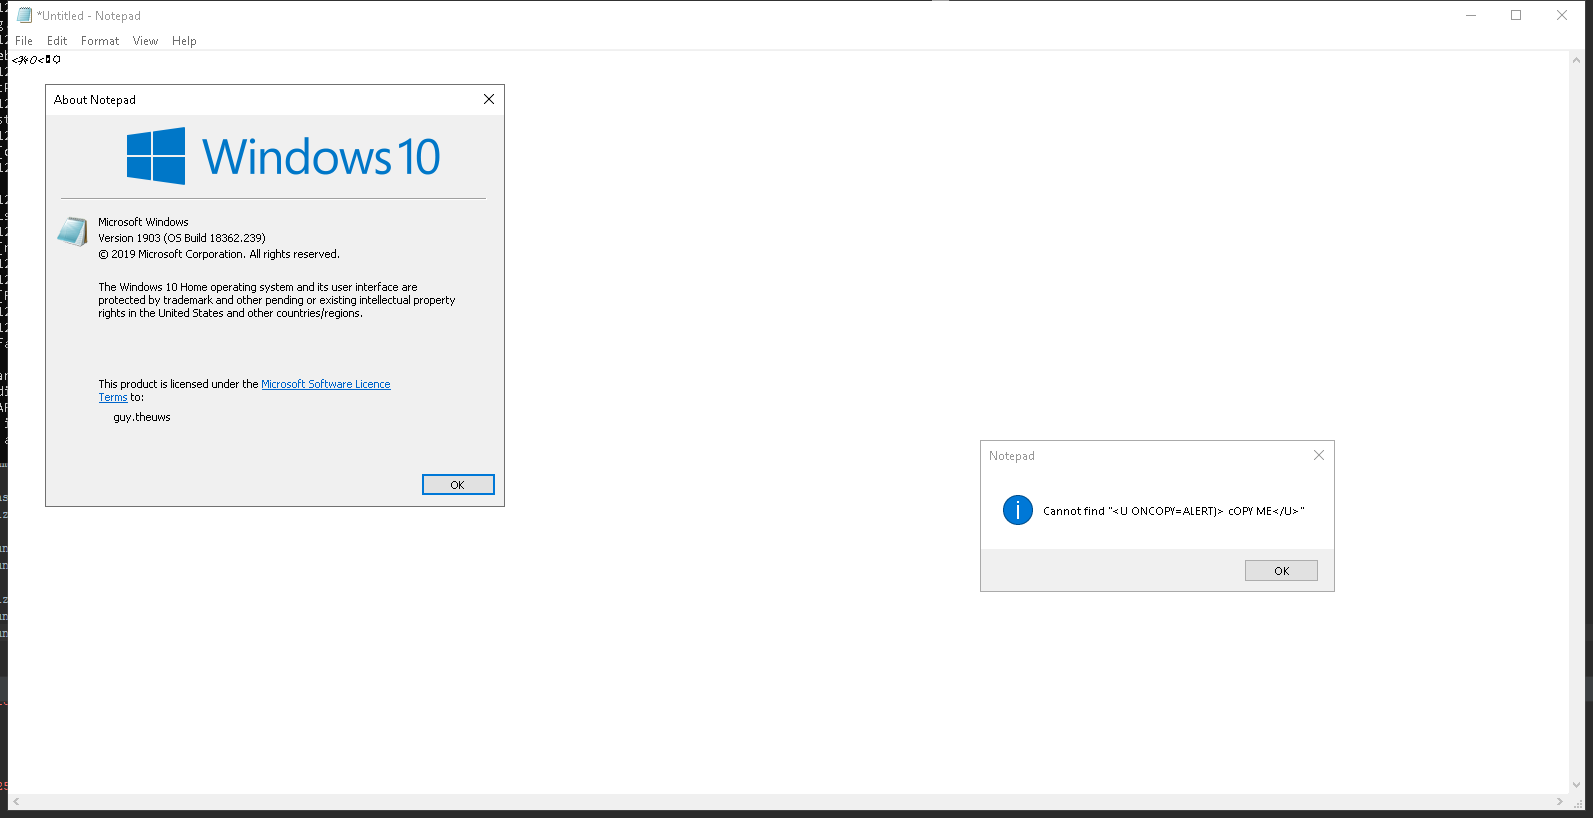 *Untitled - Notepad
File Edit Format View Help
About Notepad
Windows 10
Microsoft Windows
Version 1903 (OS Build 18362.239)
© 2019 Microsoft Corporation. All rights reserved.
The Windows 10 Home operating system and its user interface are
protected by trademark and other pending or existing intellectual property
rights in the United States and other countries/regions.
This product is licensed under the Microsoft Software Licence
Terms to:
guy.theuws
OK
Notepad
Cannot find "<U ONCOPY=ALERT)> cOPY ME</U>"
OK